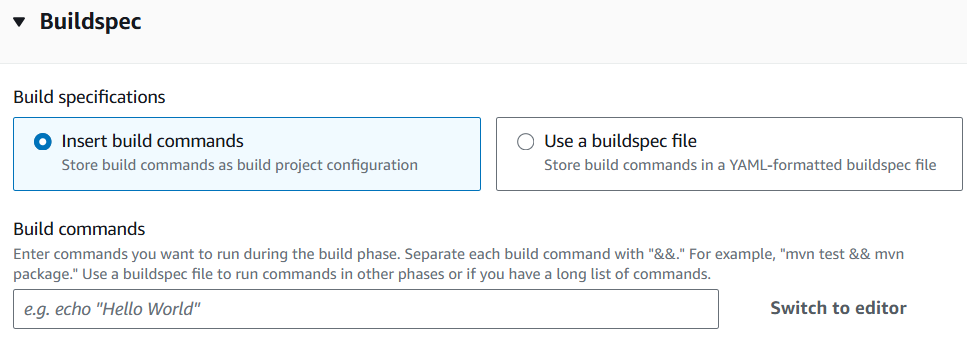 Buildspec
Build specifications
Insert build commands
Store build commands as build project configuration
Use a buildspec file
Store build commands in a YAML-formatted buildspec file
Build commands
Enter commands you want to run during the build phase. Separate each build command with "&&." For example, "mvn test && mvn
package." Use a buildspec file to run commands in other phases or if you have a long list of commands.
e.g. echo "Hello World"
Switch to editor